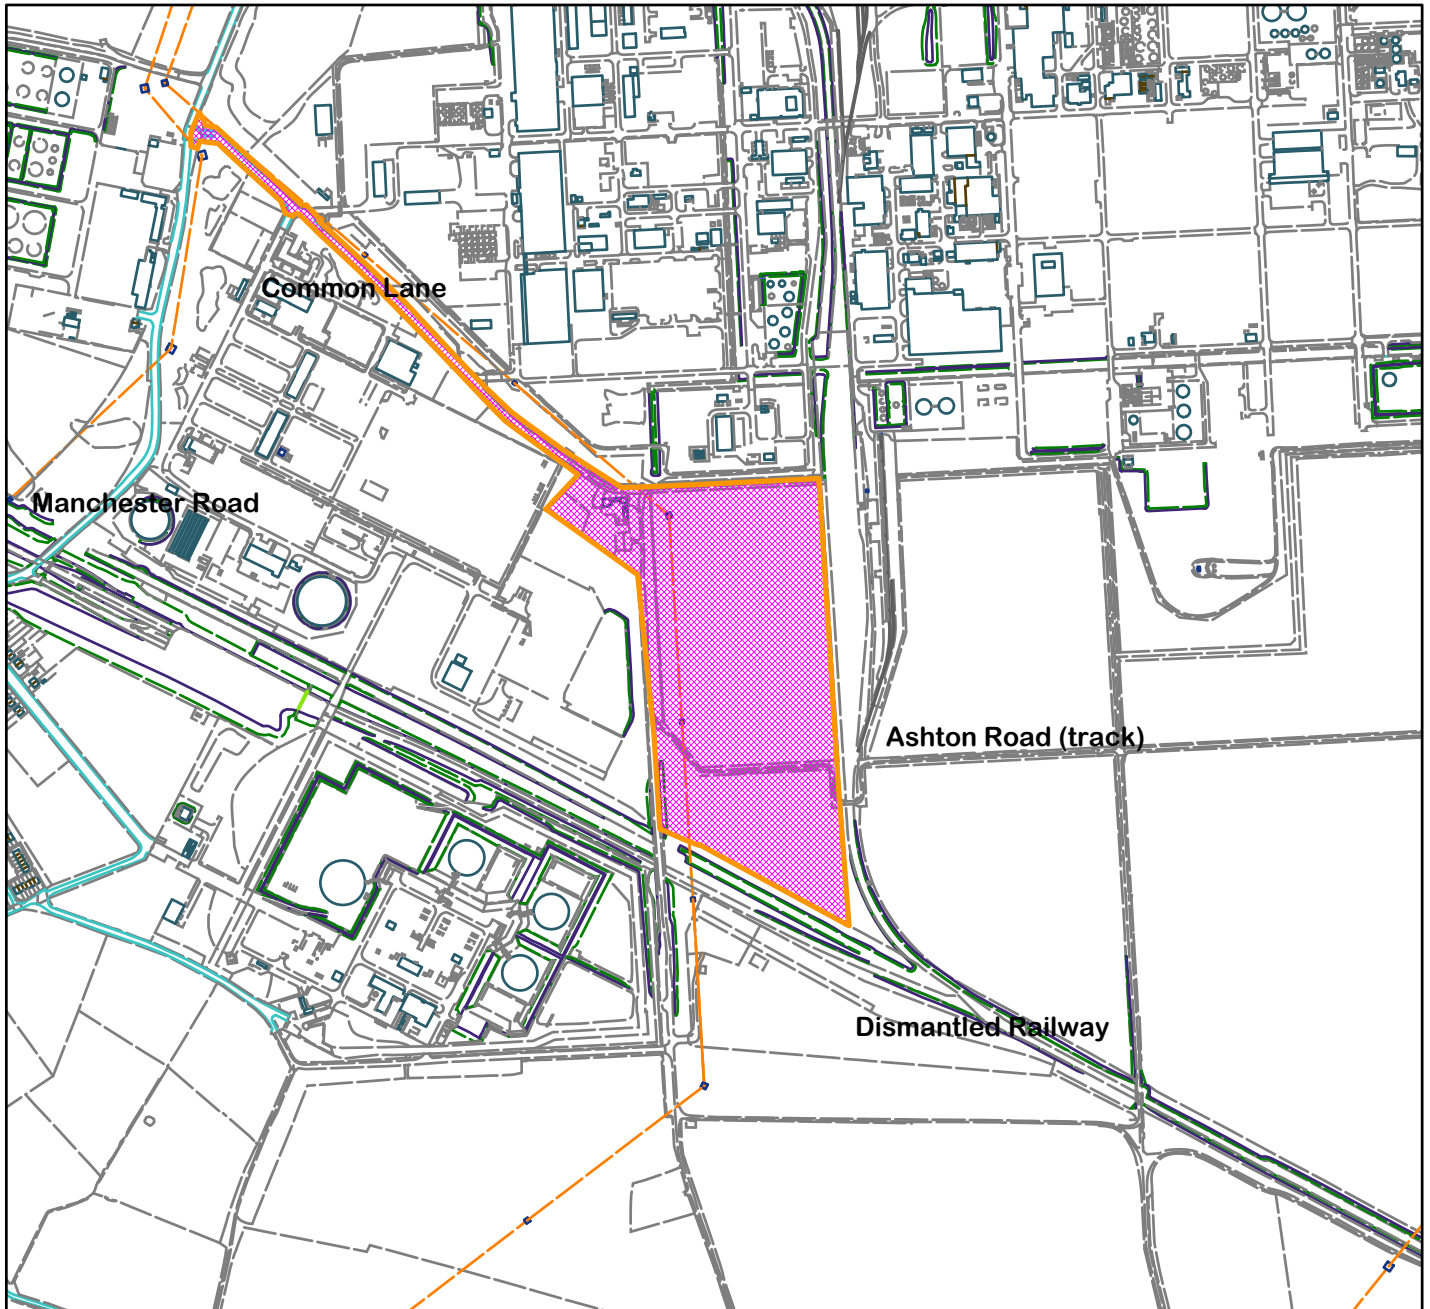 Common Lane
Manchester Road
Ashton Road (track)
Dismantled Railway